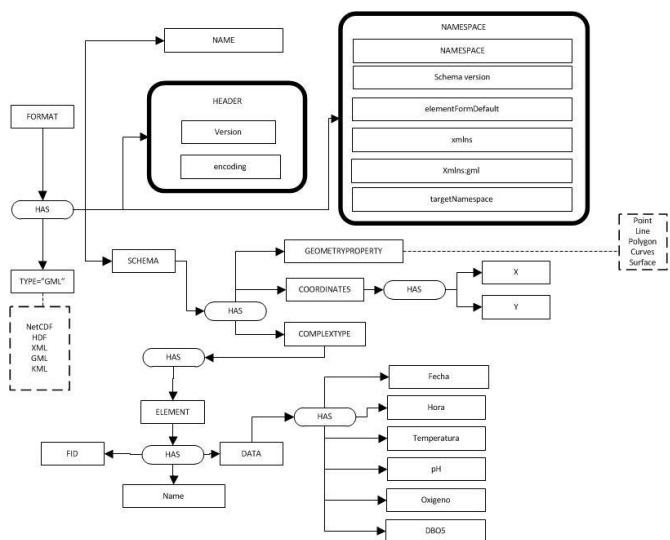 NAME
NAMESPACE
NAMESPACE
Schema version
elementFormDefault
xmlns
Xmlns:gml
targetNamespace
HEADER
Version
encoding
FORMAT
HAS
TYPE="GML"
NetCDF
HDF
XML
GML
KML
SCHEMA
HAS
GEOMETRYPROPERTY
Point
Line
Polygon
Curves
Surface
COORDINATES
HAS
X
Y
COMPLEXTYPE
HAS
ELEMENT
FID
HAS
DATA
Name
HAS
Fecha
Hora
Temperatura
pH
Oxigeno
DBO5